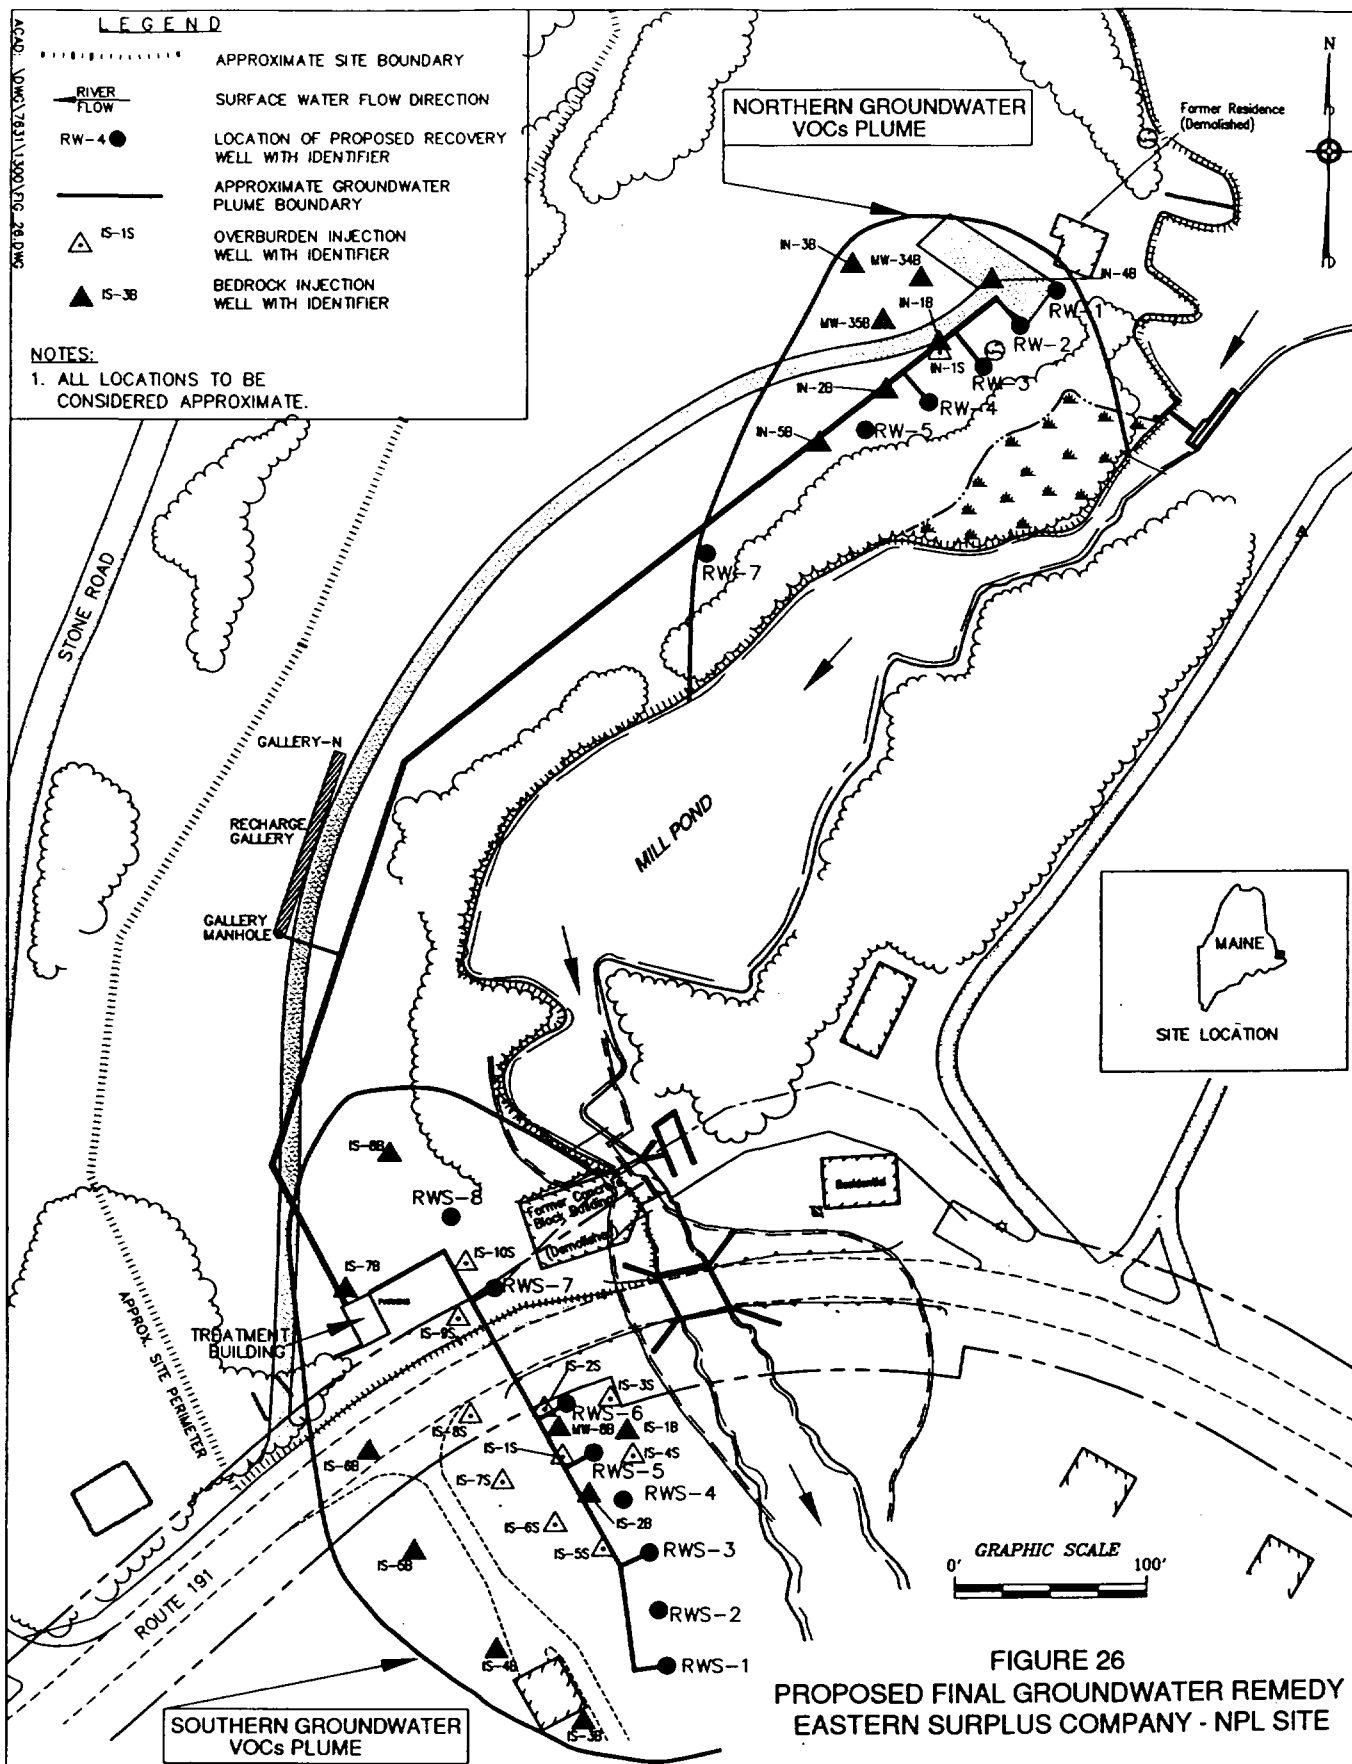 LEGEND
APPROXIMATE SITE BOUNDARY
RIVER
FLOW
SURFACE WATER FLOW DIRECTION
RW-4
LOCATION OF PROPOSED RECOVERY
WELL WITH IDENTIFIER
APPROXIMATE GROUNDWATER
PLUME BOUNDARY
IS-1S
OVERBURDEN INJECTION
WELL WITH IDENTIFIER
IS-3B
BEDROCK INJECTION
WELL WITH IDENTIFIER
NOTES:
1. ALL LOCATIONS TO BE
CONSIDERED APPROXIMATE.
NORTHERN GROUNDWATER
VOCs PLUME
Former Residence
(Demolished)
N
IN-3B
MW-34B
IN-4B
IN-1B
RW-1
MW-35B
RW-2
IN-1S
RW-3
IN-2B
RW-4
IN-5B
RW-5
RW-7
STONE ROAD
GALLERY-N
RECHARGE
GALLERY
GALLERY
MANHOLE
MILL POND
MAINE
SITE LOCATION
IS-8B
RWS-8
Former Concrete
Block Building
(Demolished)
Residential
IS-10S
IS-7B
RWS-7
PARKING
IS-9S
TREATMENT
BUILDING
APPROX. SITE PERIMETER
IS-2S
IS-3S
RWS-6
IS-8S
MW-8B
IS-1B
IS-1S
IS-4S
IS-6B
RWS-5
IS-7S
RWS-4
IS-2B
IS-6S
IS-5S
RWS-3
IS-5B
ROUTE 191
RWS-2
IS-4B
RWS-1
IS-3B
GRAPHIC SCALE
0'
100'
SOUTHERN GROUNDWATER
VOCs PLUME
FIGURE 26
PROPOSED FINAL GROUNDWATER REMEDY
EASTERN SURPLUS COMPANY - NPL SITE